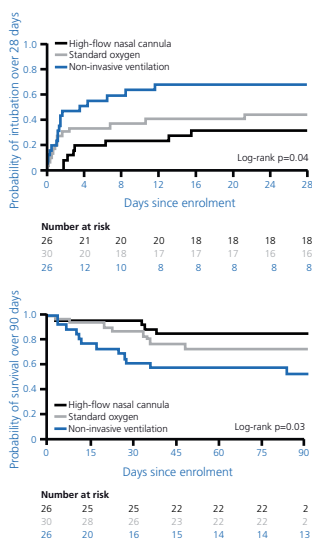 Probability of intubation over 28 days
1.0
0.8
0.6
0.4
0.2
0
High-flow nasal cannula
Standard oxygen
Non-invasive ventilation
Log-rank p=0.04
0 4 8 12 16 20 24 28
Days since enrolment
Number at risk
26 21 20 20 18 18 18 18
30 20 18 17 17 17 16 16
26 12 10 8 8 8 8 8
Probability of survival over 90 days
1.0
0.8
0.6
0.4
0.2
0
High-flow nasal cannula
Standard oxygen
Non-invasive ventilation
Log-rank p=0.03
0 15 30 45 60 75 90
Days since enrolment
Number at risk
26 25 25 22 22 22 2
30 28 26 23 22 22 2
26 20 16 15 14 14 13